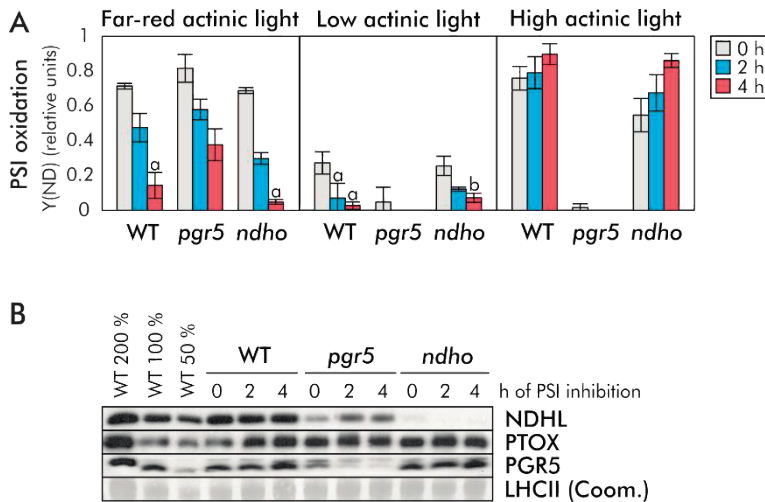 A
Far-red actinic light Low actinic light High actinic light
0 h
2 h
4 h
PSI oxidation
Y(ND) (relative units)
1
0.8
0.6
0.4
0.2
0
a a a a b
WT pgr5 ndho WT pgr5 ndho WT pgr5 ndho
B
WT 200 % WT 100 % WT 50 % WT pgr5 ndho
0 2 4 0 2 4 0 2 4 h of PSI inhibition
NDHL
PTOX
PGR5
LHCII (Coom.)